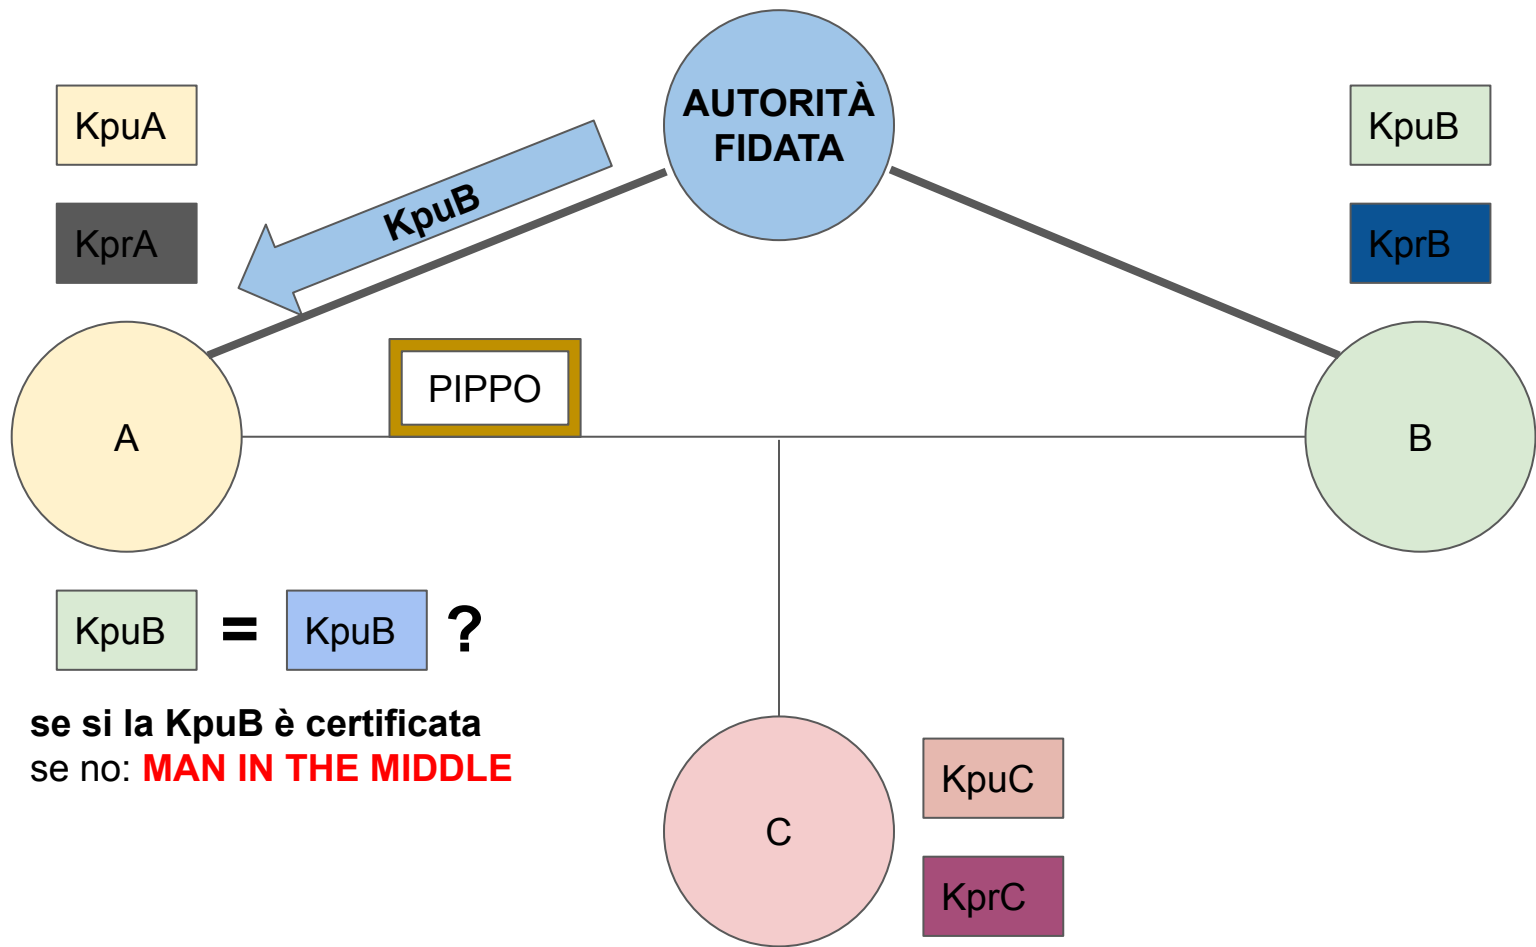 AUTORITÀ
FIDATA
KpuA
KprA
KpuB
KpuB
KprB
PIPPO
A
B
KpuB = KpuB ?
se si la KpuB è certificata
se no: MAN IN THE MIDDLE
C
KpuC
KprC